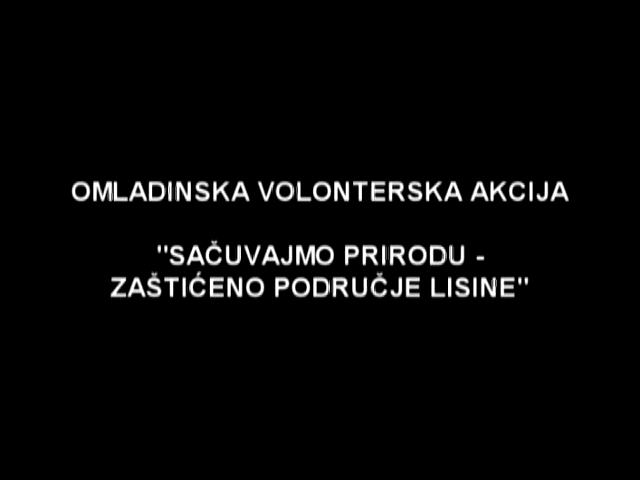 OMLADINSKA VOLONTERSKA AKCIJA
"SAČUVAJMO PRIRODU -
ZAŠTIĆENO PODRUČJE LISINE"